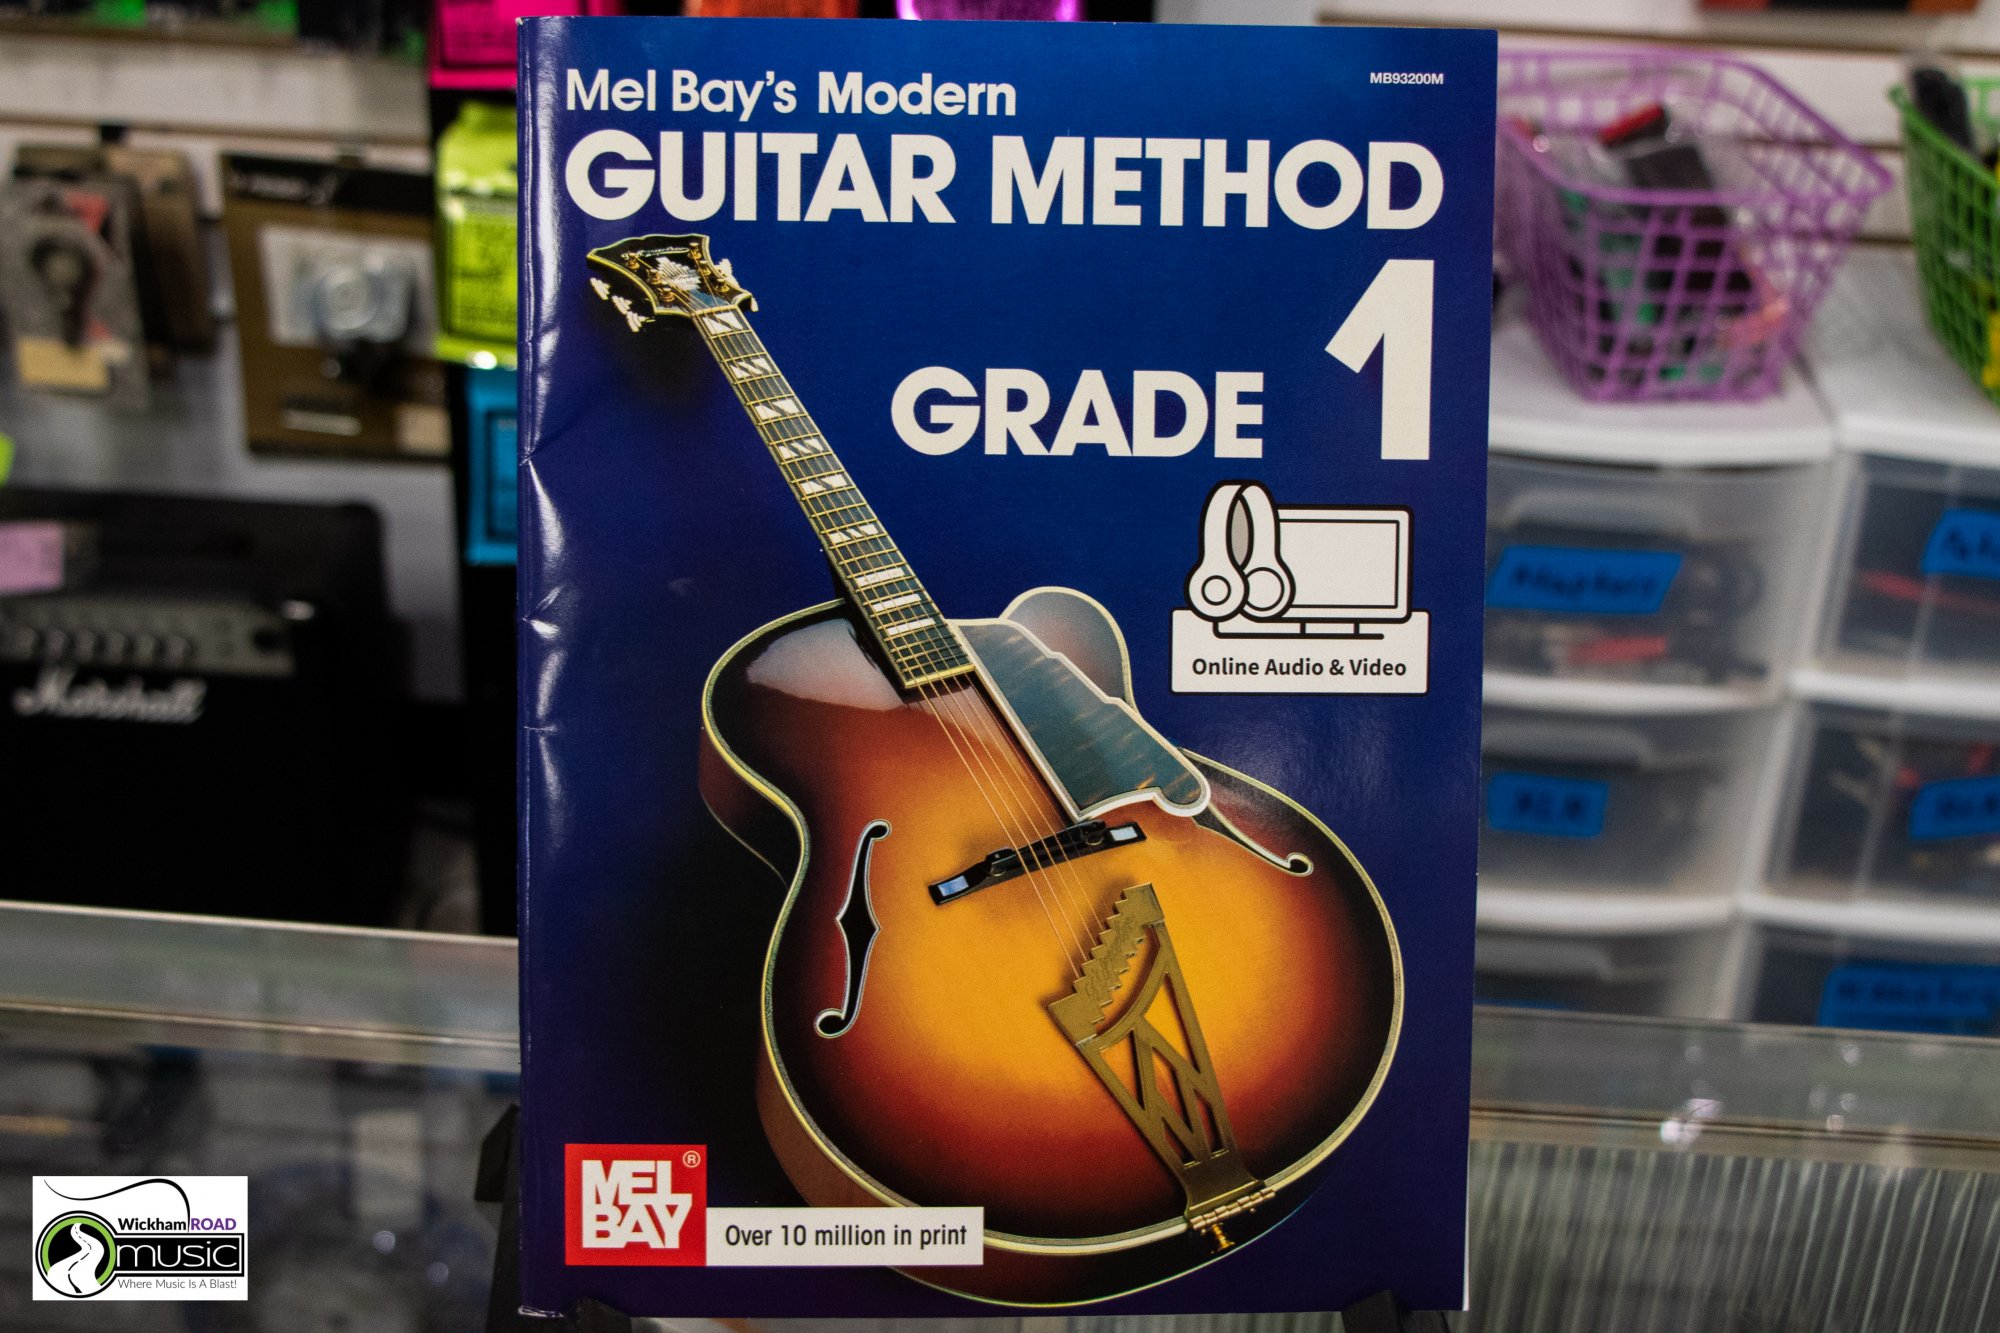 Mel Bay's Modern
MB93200M
GUITAR METHOD
GRADE 1
Online Audio & Video
MEL BAY®
Over 10 million in print
Marshall
Wickham ROAD
music
Where Music Is A Blast!